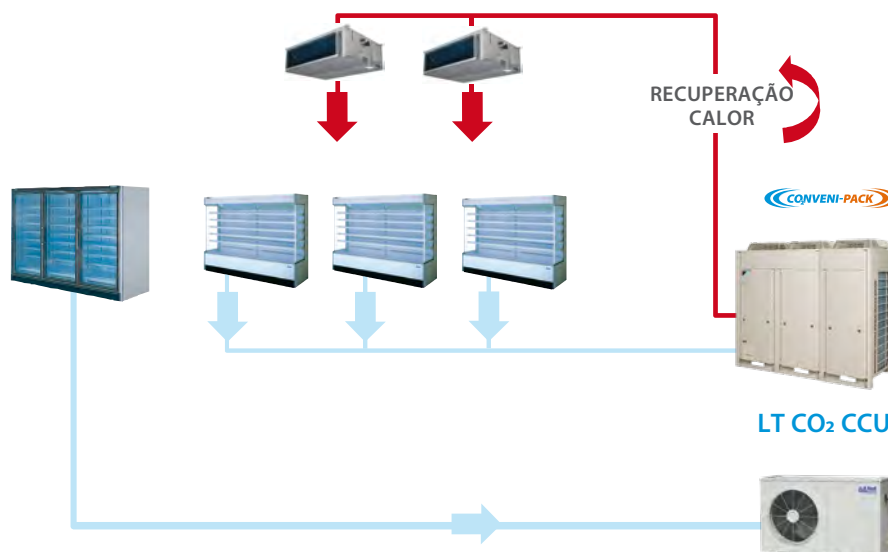 RECUPERAÇÃO
CALOR
CONVENI-PACK
LT CO₂ CCU